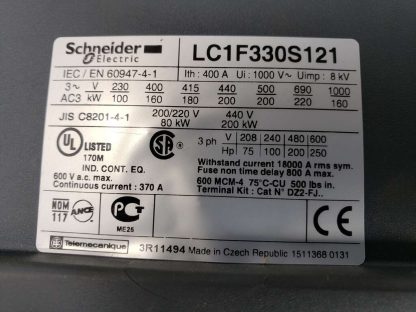 Schneider Electric LC1F330S121
IEC / EN 60947-4-1 Ith : 400 A Ui : 1000 V~ Uimp : 8 kV
3~ V 230 400 415 440 500 690 1000
AC3 kW 100 160 180 200 200 220 160
JIS C8201-4-1 200/220 V 440 V
80 kW 200 kW
UL LISTED
170M
IND. CONT. EQ.
600 V a.c. max.
Continuous current : 370 A
SA
3 ph V 208 240 480 600
Hp 75 100 200 250
Withstand current 18000 A rms sym.
Fuse non time delay 800 A max.
600 MCM-4 75°C-CU 500 lbs in.
Terminal Kit : Cat N° DZ2-FJ..
NOM
117
ANCE
ME25
Telemecanique 3R11494 Made in Czech Republic 1511368 0131